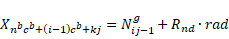 X_{n^b c^b+(i-1)c^b+kj} = N^g_{ij-1} + R_{nd} · rad